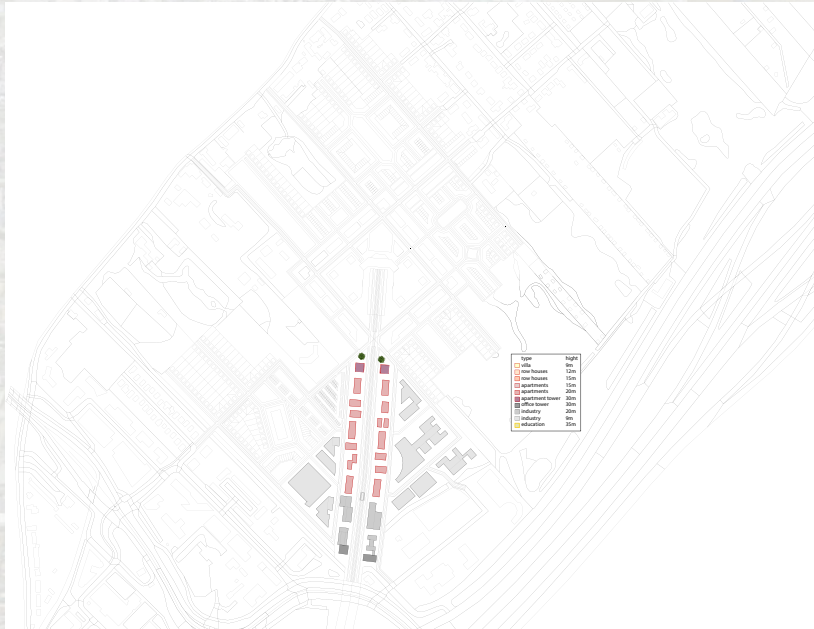 type hight
villa 9m
row houses 12m
row houses 15m
apartments 15m
apartments 20m
apartment tower 30m
office tower 30m
industry 20m
industry 9m
education 35m